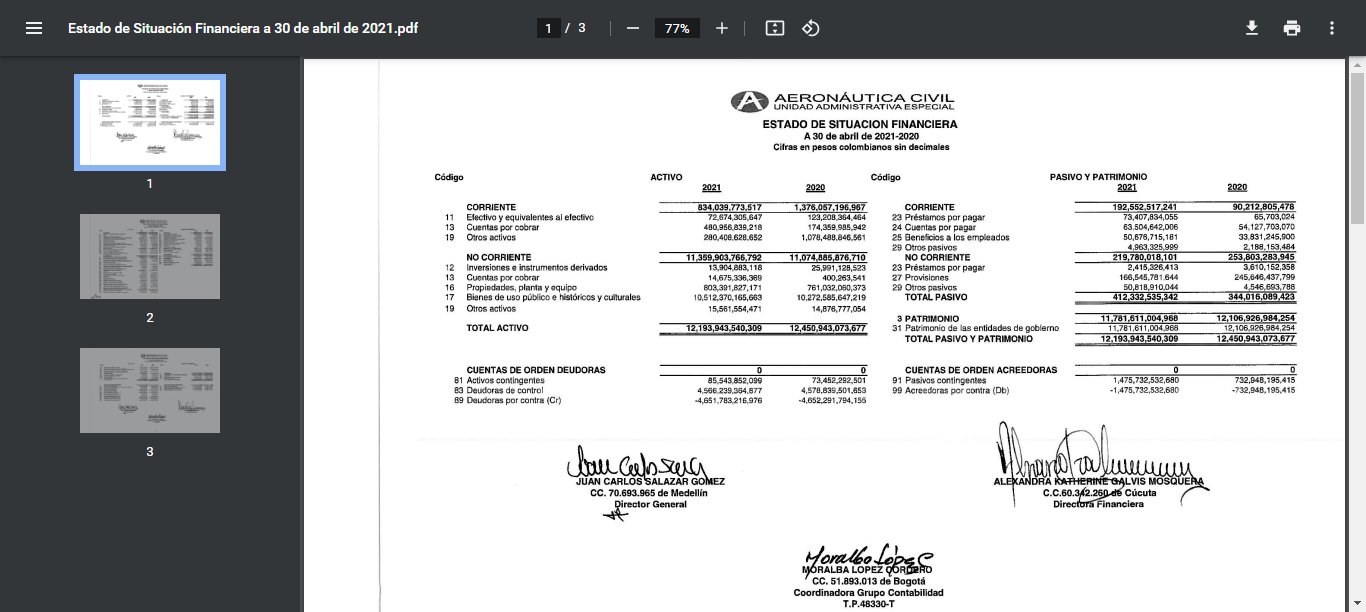 Estado de Situación Financiera a 30 de abril de 2021.pdf
1 / 3
77%
1
2
3
AERONÁUTICA CIVIL
UNIDAD ADMINISTRATIVA ESPECIAL
ESTADO DE SITUACION FINANCIERA
A 30 de abril de 2021-2020
Cifras en pesos colombianos sin decimales
Código ACTIVO Código PASIVO Y PATRIMONIO
2021 2020 2021 2020
CORRIENTE 834,039,773,517 1,376,057,196,967 CORRIENTE 192,552,517,241 90,212,805,478
11 Efectivo y equivalentes al efectivo 72,674,305,647 123,208,364,464 23 Préstamos por pagar 73,407,834,055 65,703,024
13 Cuentas por cobrar 480,956,839,218 174,359,985,942 24 Cuentas por pagar 63,504,642,006 54,127,703,070
19 Otros activos 280,408,628,652 1,078,488,846,561 25 Beneficios a los empleados 50,676,715,181 33,831,245,900
29 Otros pasivos 4,963,325,999 2,188,153,484
NO CORRIENTE 11,359,903,766,792 11,074,885,876,710 NO CORRIENTE 219,780,018,101 253,803,283,945
12 Inversiones e instrumentos derivados 13,904,883,118 25,991,128,523 23 Préstamos por pagar 2,415,326,413 3,610,152,358
13 Cuentas por cobrar 14,675,336,369 400,263,541 27 Provisiones 166,545,781,644 245,646,437,799
16 Propiedades, planta y equipo 803,391,827,171 761,032,060,373 29 Otros pasivos 50,818,910,044 4,546,693,788
17 Bienes de uso público e históricos y culturales 10,512,370,165,663 10,272,585,647,219 TOTAL PASIVO 412,332,535,342 344,016,089,423
19 Otros activos 15,561,554,471 14,876,777,054
3 PATRIMONIO 11,781,611,004,968 12,106,926,984,254
TOTAL ACTIVO 12,193,943,540,309 12,450,943,073,677 31 Patrimonio de las entidades de gobierno 11,781,611,004,968 12,106,926,984,254
TOTAL PASIVO Y PATRIMONIO 12,193,943,540,309 12,450,943,073,677
CUENTAS DE ORDEN DEUDORAS 0 0 CUENTAS DE ORDEN ACREEDORAS 0 0
81 Activos contingentes 85,543,852,099 73,452,292,501 91 Pasivos contingentes 1,475,732,532,680 732,948,195,415
83 Deudoras de control 4,566,239,364,877 4,578,839,501,653 99 Acreedoras por contra (Db) -1,475,732,532,680 -732,948,195,415
89 Deudoras por contra (Cr) -4,651,783,216,976 -4,652,291,794,155
JUAN CARLOS SALAZAR GOMEZ
CC. 70.693.965 de Medellín
Director General
ALEXANDRA KATHERINE GALVIS MOSQUERA
C.C.60.342.260 de Cúcuta
Directora Financiera
Moralba López
MORALBA LOPEZ CORDERO
CC. 51.893.013 de Bogotá
Coordinadora Grupo Contabilidad
T.P.48330-T